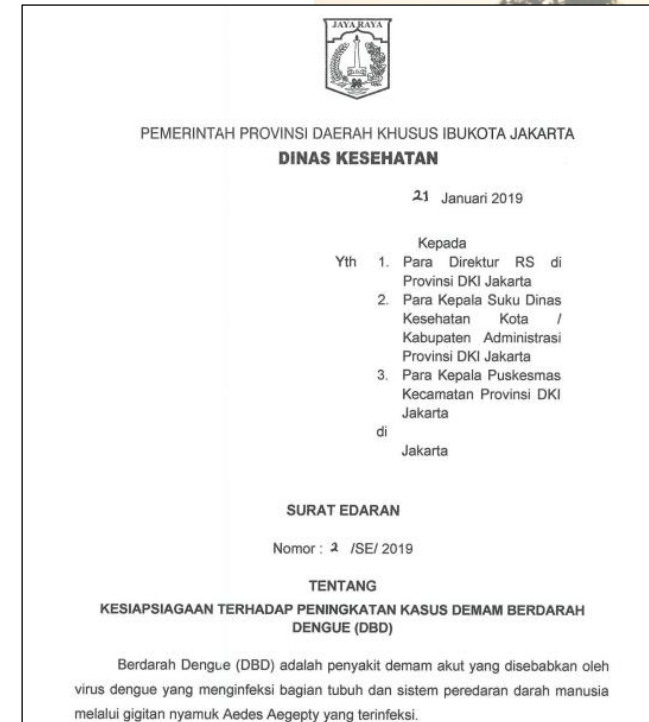 JAYA RAYA
PEMERINTAH PROVINSI DAERAH KHUSUS IBUKOTA JAKARTA
DINAS KESEHATAN
21 Januari 2019
Kepada
Yth 1. Para Direktur RS di
Provinsi DKI Jakarta
2. Para Kepala Suku Dinas
Kesehatan Kota /
Kabupaten Administrasi
Provinsi DKI Jakarta
3. Para Kepala Puskesmas
Kecamatan Provinsi DKI
Jakarta
di
Jakarta
SURAT EDARAN
Nomor : 2 /SE/ 2019
TENTANG
KESIAPSIAGAAN TERHADAP PENINGKATAN KASUS DEMAM BERDARAH
DENGUE (DBD)
Berdarah Dengue (DBD) adalah penyakit demam akut yang disebabkan oleh
virus dengue yang menginfeksi bagian tubuh dan sistem peredaran darah manusia
melalui gigitan nyamuk Aedes Aegepty yang terinfeksi.